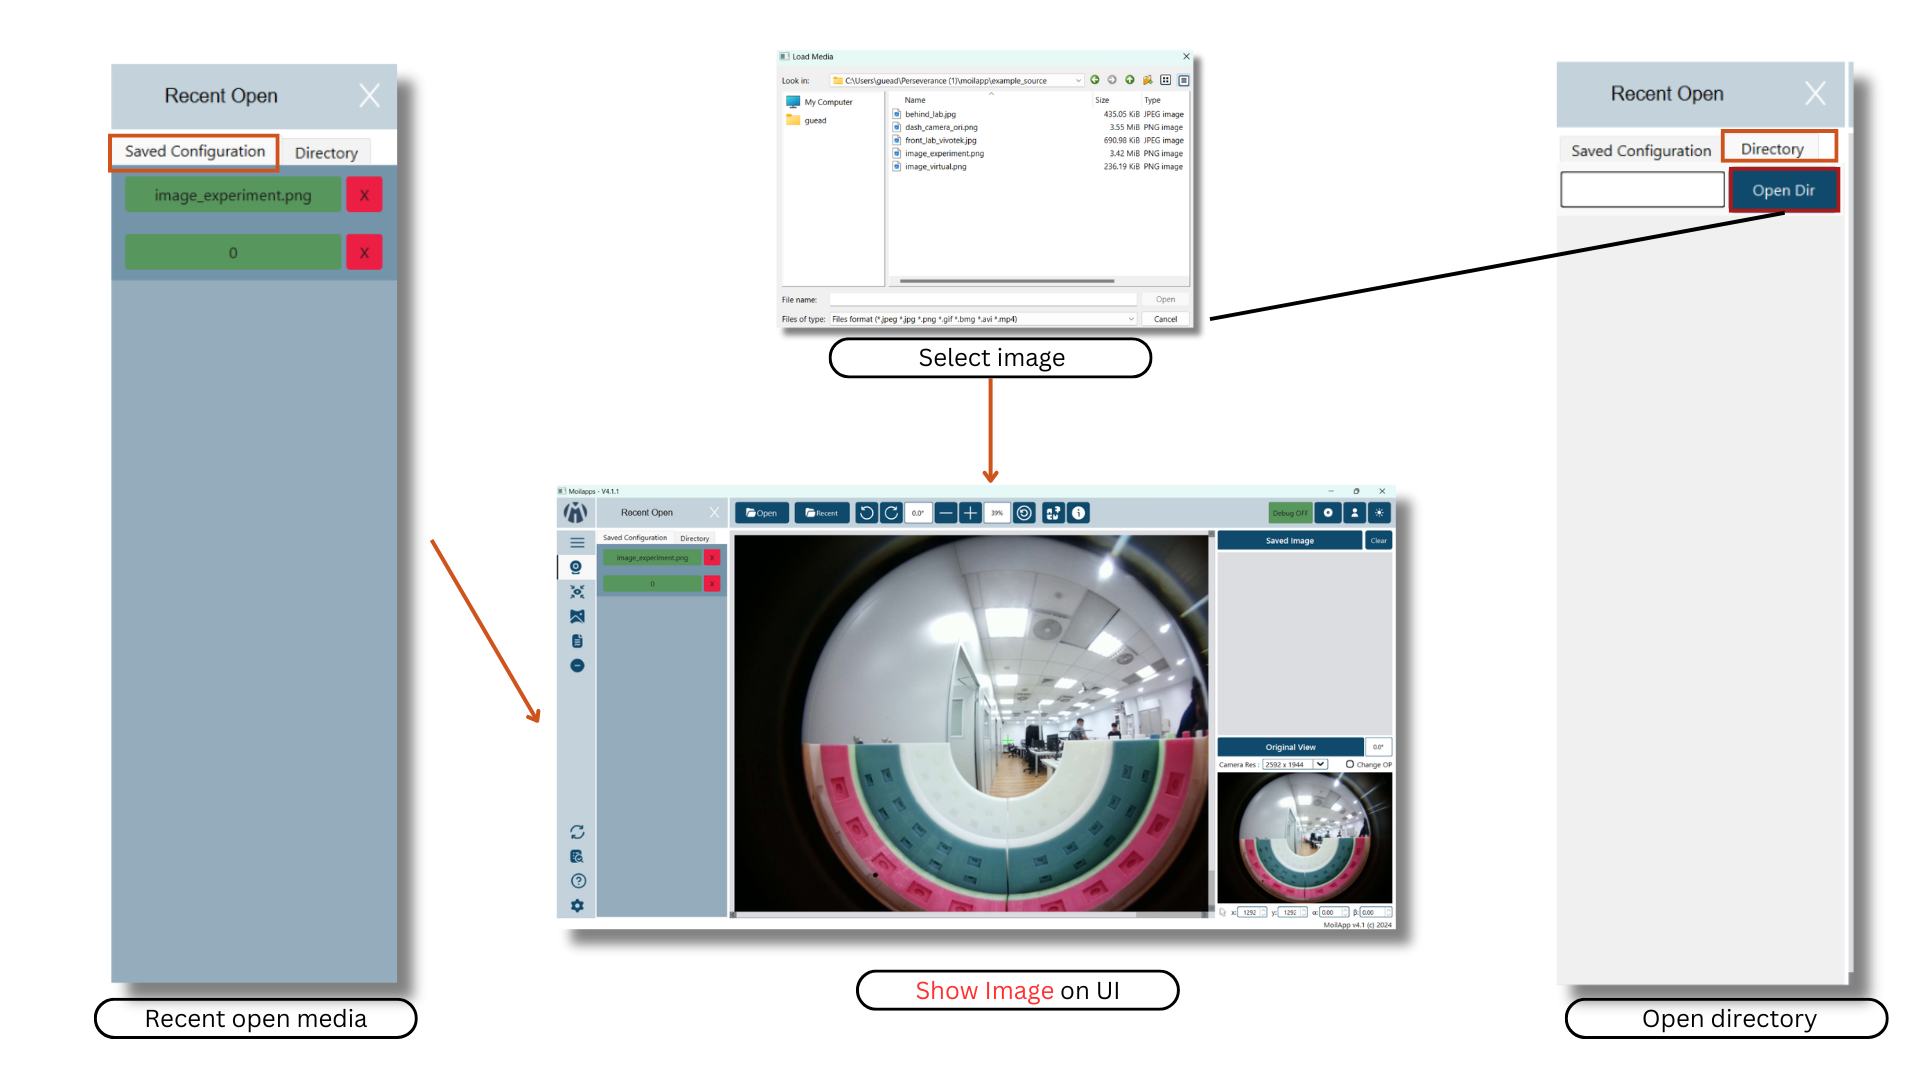 Recent Open X
Saved Configuration Directory
image_experiment.png X
0 X
Recent open media
Load Media
Look in: C:\Users\guead\Perseverance (1)\moilapp\example_source
My Computer
guead
Name Size Type
behind_lab.jpg 435.05 KiB JPEG image
dash_camera_ori.png 3.55 MiB PNG image
front_lab_vivotek.jpg 690.98 KiB JPEG image
image_experiment.png 3.42 MiB PNG image
image_virtual.png 236.19 KiB PNG image
File name: Open
Files of type: Files format (*.jpeg *.jpg *.png *.gif *.bmg *.avi *.mp4) Cancel
Select image
Moilapps - V4.1.1
Recent Open X
Open Recent 0.0° 39% Debug OFF
Saved Configuration Directory
image_experiment.png X
0 X
Saved Image Clear
Original View 0.0°
Camera Res : 2592 x 1944 Change OP
x: 1292 y: 1292 α: 0.00 β: 0.00
MoilApp v4.1 (c) 2024
Show Image on UI
Recent Open X
Saved Configuration Directory
Open Dir
Open directory